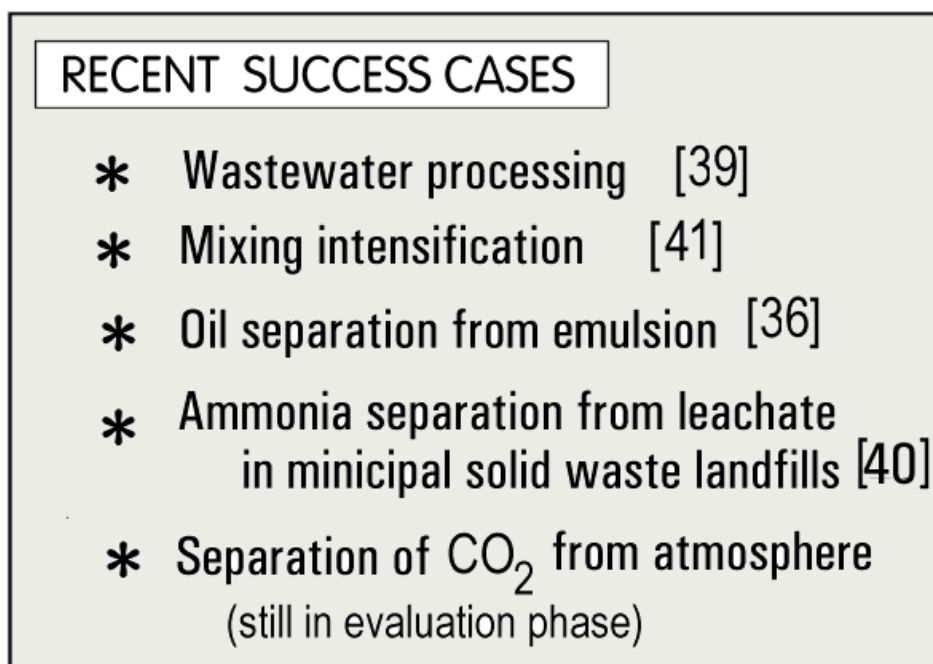 RECENT SUCCESS CASES
* Wastewater processing [39]
* Mixing intensification [41]
* Oil separation from emulsion [36]
* Ammonia separation from leachate
in minicipal solid waste landfills [40]
* Separation of CO₂ from atmosphere
(still in evaluation phase)